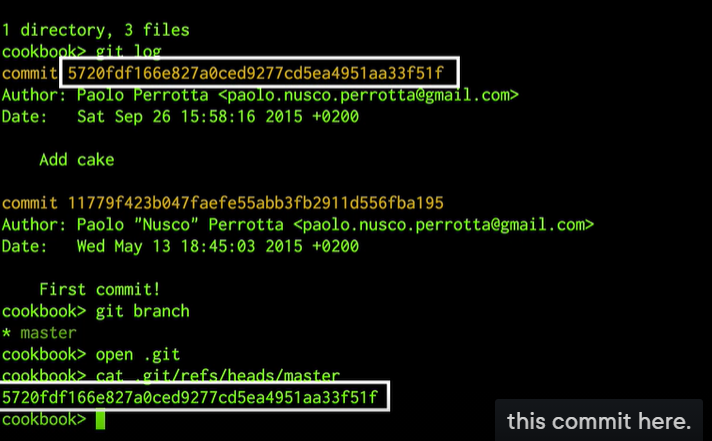 1 directory, 3 files
cookbook> git log
commit 5720fdf166e827a0ced9277cd5ea4951aa33f51f
Author: Paolo Perrotta <paolo.nusco.perrotta@gmail.com>
Date:   Sat Sep 26 15:58:16 2015 +0200
Add cake
commit 11779f423b047faefe55abb3fb2911d556fba195
Author: Paolo "Nusco" Perrotta <paolo.nusco.perrotta@gmail.com>
Date:   Wed May 13 18:45:03 2015 +0200
First commit!
cookbook> git branch
* master
cookbook> open .git
cookbook> cat .git/refs/heads/master
5720fdf166e827a0ced9277cd5ea4951aa33f51f
cookbook>
this commit here.